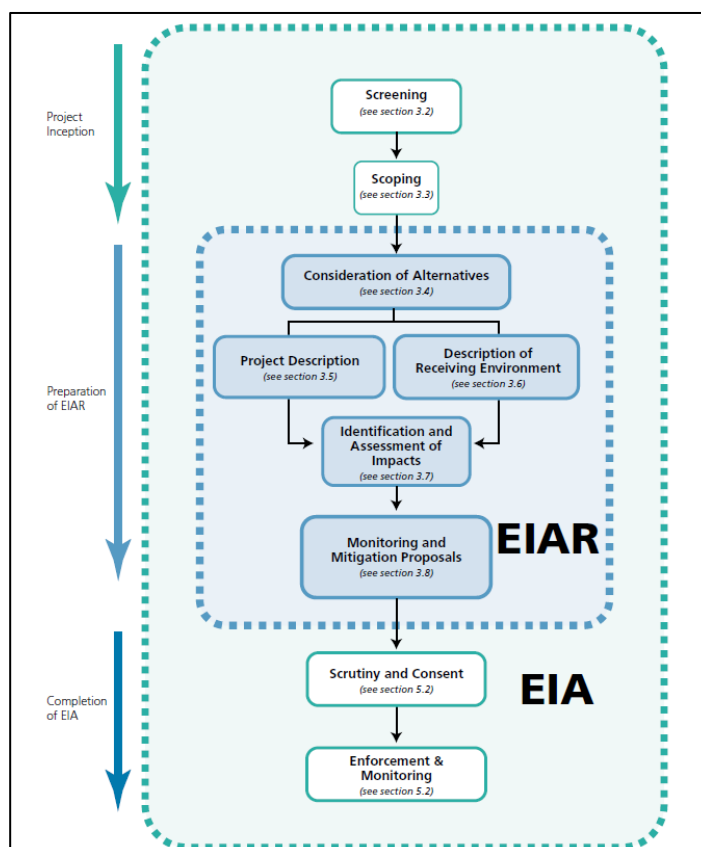 Screening
(see section 3.2)
Project
Inception
Scoping
(see section 3.3)
Consideration of Alternatives
(see section 3.4)
Project Description
(see section 3.5)
Description of
Receiving Environment
(see section 3.6)
Preparation
of EIAR
Identification and
Assessment of
Impacts
(see section 3.7)
Monitoring and
Mitigation Proposals
(see section 3.8)
EIAR
Scrutiny and Consent
(see section 5.2)
EIA
Completion
of EIA
Enforcement &
Monitoring
(see section 5.2)